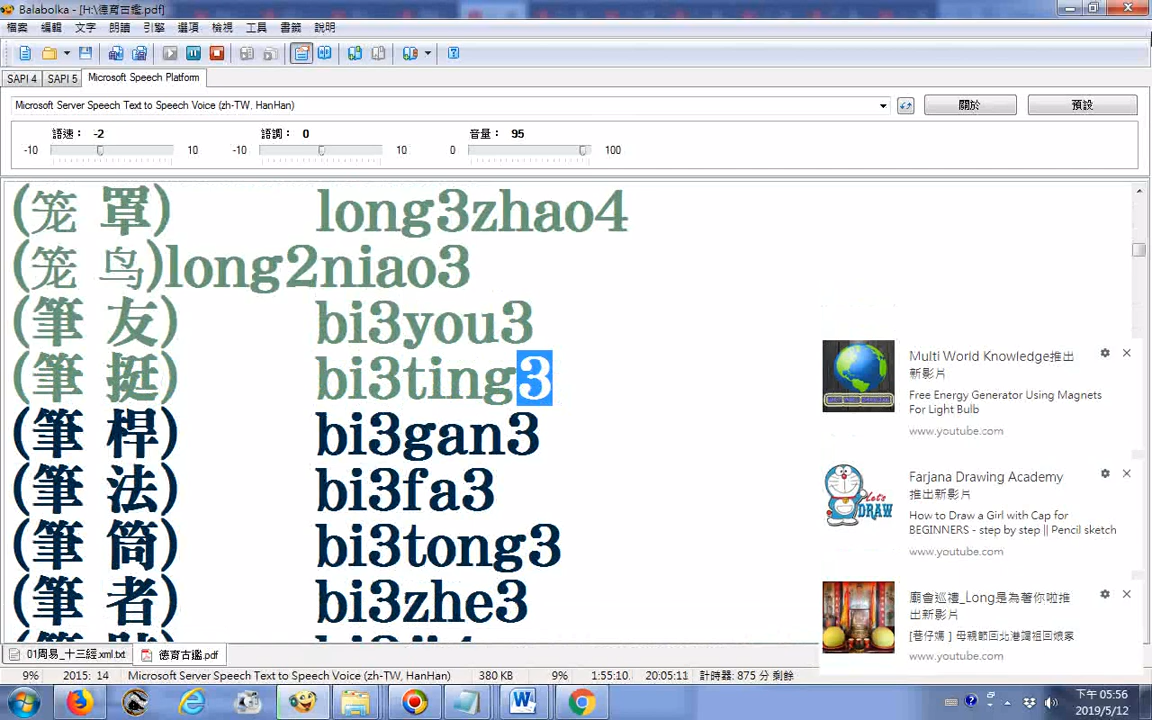 Balabolka - [H:\德育古鑑.pdf]
檔案 編輯 文字 朗讀 引擎 選項 檢視 工具 書籤 說明
SAPI 4 SAPI 5 Microsoft Speech Platform
Microsoft Server Speech Text to Speech Voice (zh-TW, HanHan) 關於 預設
語速： -2 語調： 0 音量： 95
-10 10 -10 10 0 100
(笼 罩) long3zhao4
(笼 鸟)long2niao3
(筆 友) bi3you3
(筆 挺) bi3ting3
(筆 桿) bi3gan3
(筆 法) bi3fa3
(筆 筒) bi3tong3
(筆 者) bi3zhe3
Multi World Knowledge推出
新影片
Free Energy Generator Using Magnets
For Light Bulb
www.youtube.com
Farjana Drawing Academy
推出新影片
How to Draw a Girl with Cap for
BEGINNERS - step by step || Pencil sketch
www.youtube.com
Let's
DRAW
廟會巡禮_Long是為著你啦推
出新影片
www.youtube.com
01周易_十三經.xml.txt 德育古鑑.pdf
9% 2015: 14 Microsoft Server Speech Text to Speech Voice (zh-TW, HanHan) 380 KB 9% 1:55:10 20:05:11 計時器: 875 分 剩餘
下午 05:56
2019/5/12